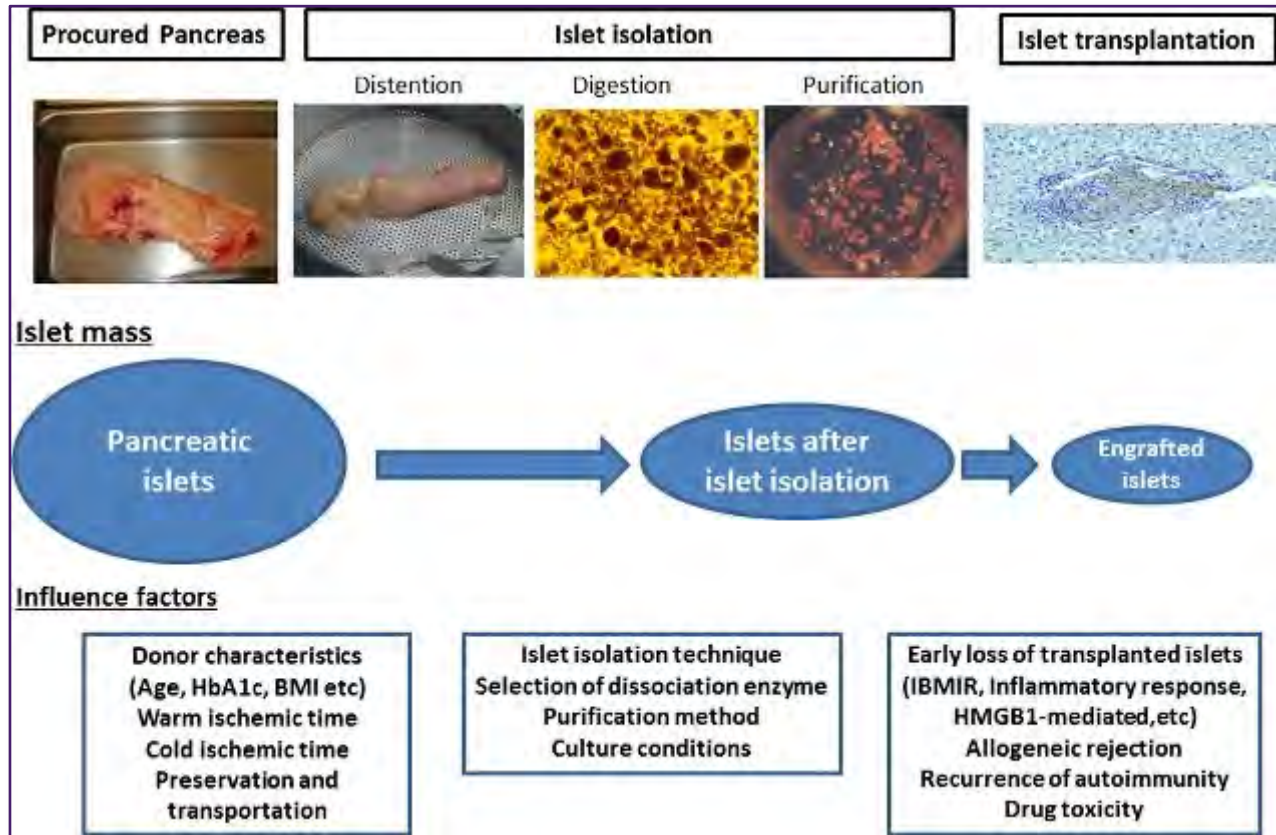 Procured Pancreas
Islet isolation
Islet transplantation
Distention
Digestion
Purification
Islet mass
Pancreatic
islets
Islets after
islet isolation
Engrafted
islets
Influence factors
Donor characteristics
(Age, HbA1c, BMI etc)
Warm ischemic time
Cold ischemic time
Preservation and
transportation
Islet isolation technique
Selection of dissociation enzyme
Purification method
Culture conditions
Early loss of transplanted islets
(IBMIR, Inflammatory response,
HMGB1-mediated,etc)
Allogeneic rejection
Recurrence of autoimmunity
Drug toxicity